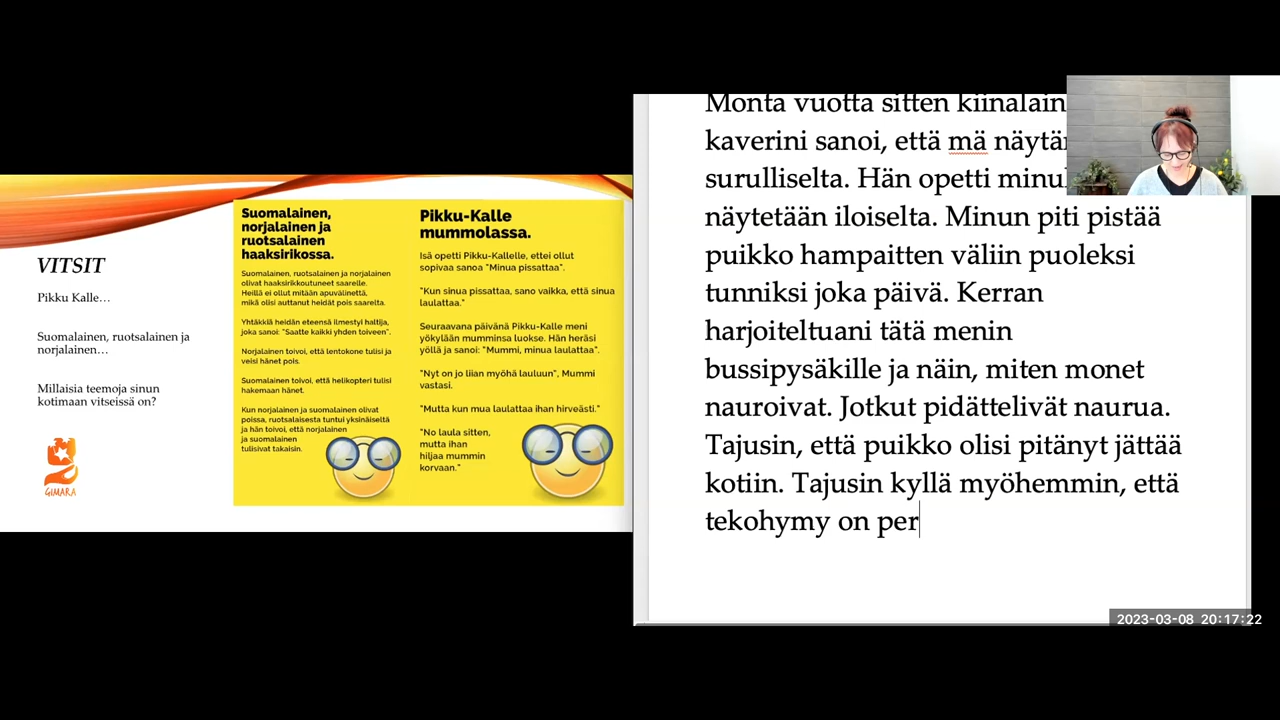 VITSIT
Pikku Kalle…
Suomalainen, ruotsalainen ja
norjalainen…
Millaisia teemoja sinun
kotimaan vitseissä on?
GIMARA
Suomalainen,
norjalainen ja
ruotsalainen
haaksirikossa.
Suomalainen, ruotsalainen ja norjalainen
olivat haaksirikkoutuneet saarelle.
Heillä ei ollut mitään apuvälinettä,
mikä olisi auttanut heidät pois saarelta.
Yhtäkkiä heidän eteensä ilmestyi haltija,
joka sanoi: "Saatte kaikki yhden toiveen".
Norjalainen toivoi, että lentokone tulisi ja
veisi hänet pois.
Suomalainen toivoi, että helikopteri tulisi
hakemaan hänet.
Kun norjalainen ja suomalainen olivat
poissa, ruotsalaisesta tuntui yksinäiseltä
ja hän toivoi, että norjalainen
ja suomalainen
tulisivat takaisin.
Pikku-Kalle
mummolassa.
Isä opetti Pikku-Kallelle, ettei ollut
sopivaa sanoa "Minua pissattaa".
"Kun sinua pissattaa, sano vaikka, että sinua
laulattaa."
Seuraavana päivänä Pikku-Kalle meni
yökylään mumminsa luokse. Hän heräsi
yöllä ja sanoi: "Mummi, minua laulattaa".
"Nyt on jo liian myöhä lauluun", Mummi
vastasi.
"Mutta kun mua laulattaa ihan hirveästi."
"No laula sitten,
mutta ihan
hiljaa mummin
korvaan."
Monta vuotta sitten kiinalain
kaverini sanoi, että mä näytä
surulliselta. Hän opetti minul
näytetään iloiselta. Minun piti pistää
puikko hampaitten väliin puoleksi
tunniksi joka päivä. Kerran
harjoiteltuani tätä menin
bussipysäkille ja näin, miten monet
nauroivat. Jotkut pidättelivät naurua.
Tajusin, että puikko olisi pitänyt jättää
kotiin. Tajusin kyllä myöhemmin, että
tekohymy on per
2023-03-08 20:17:22